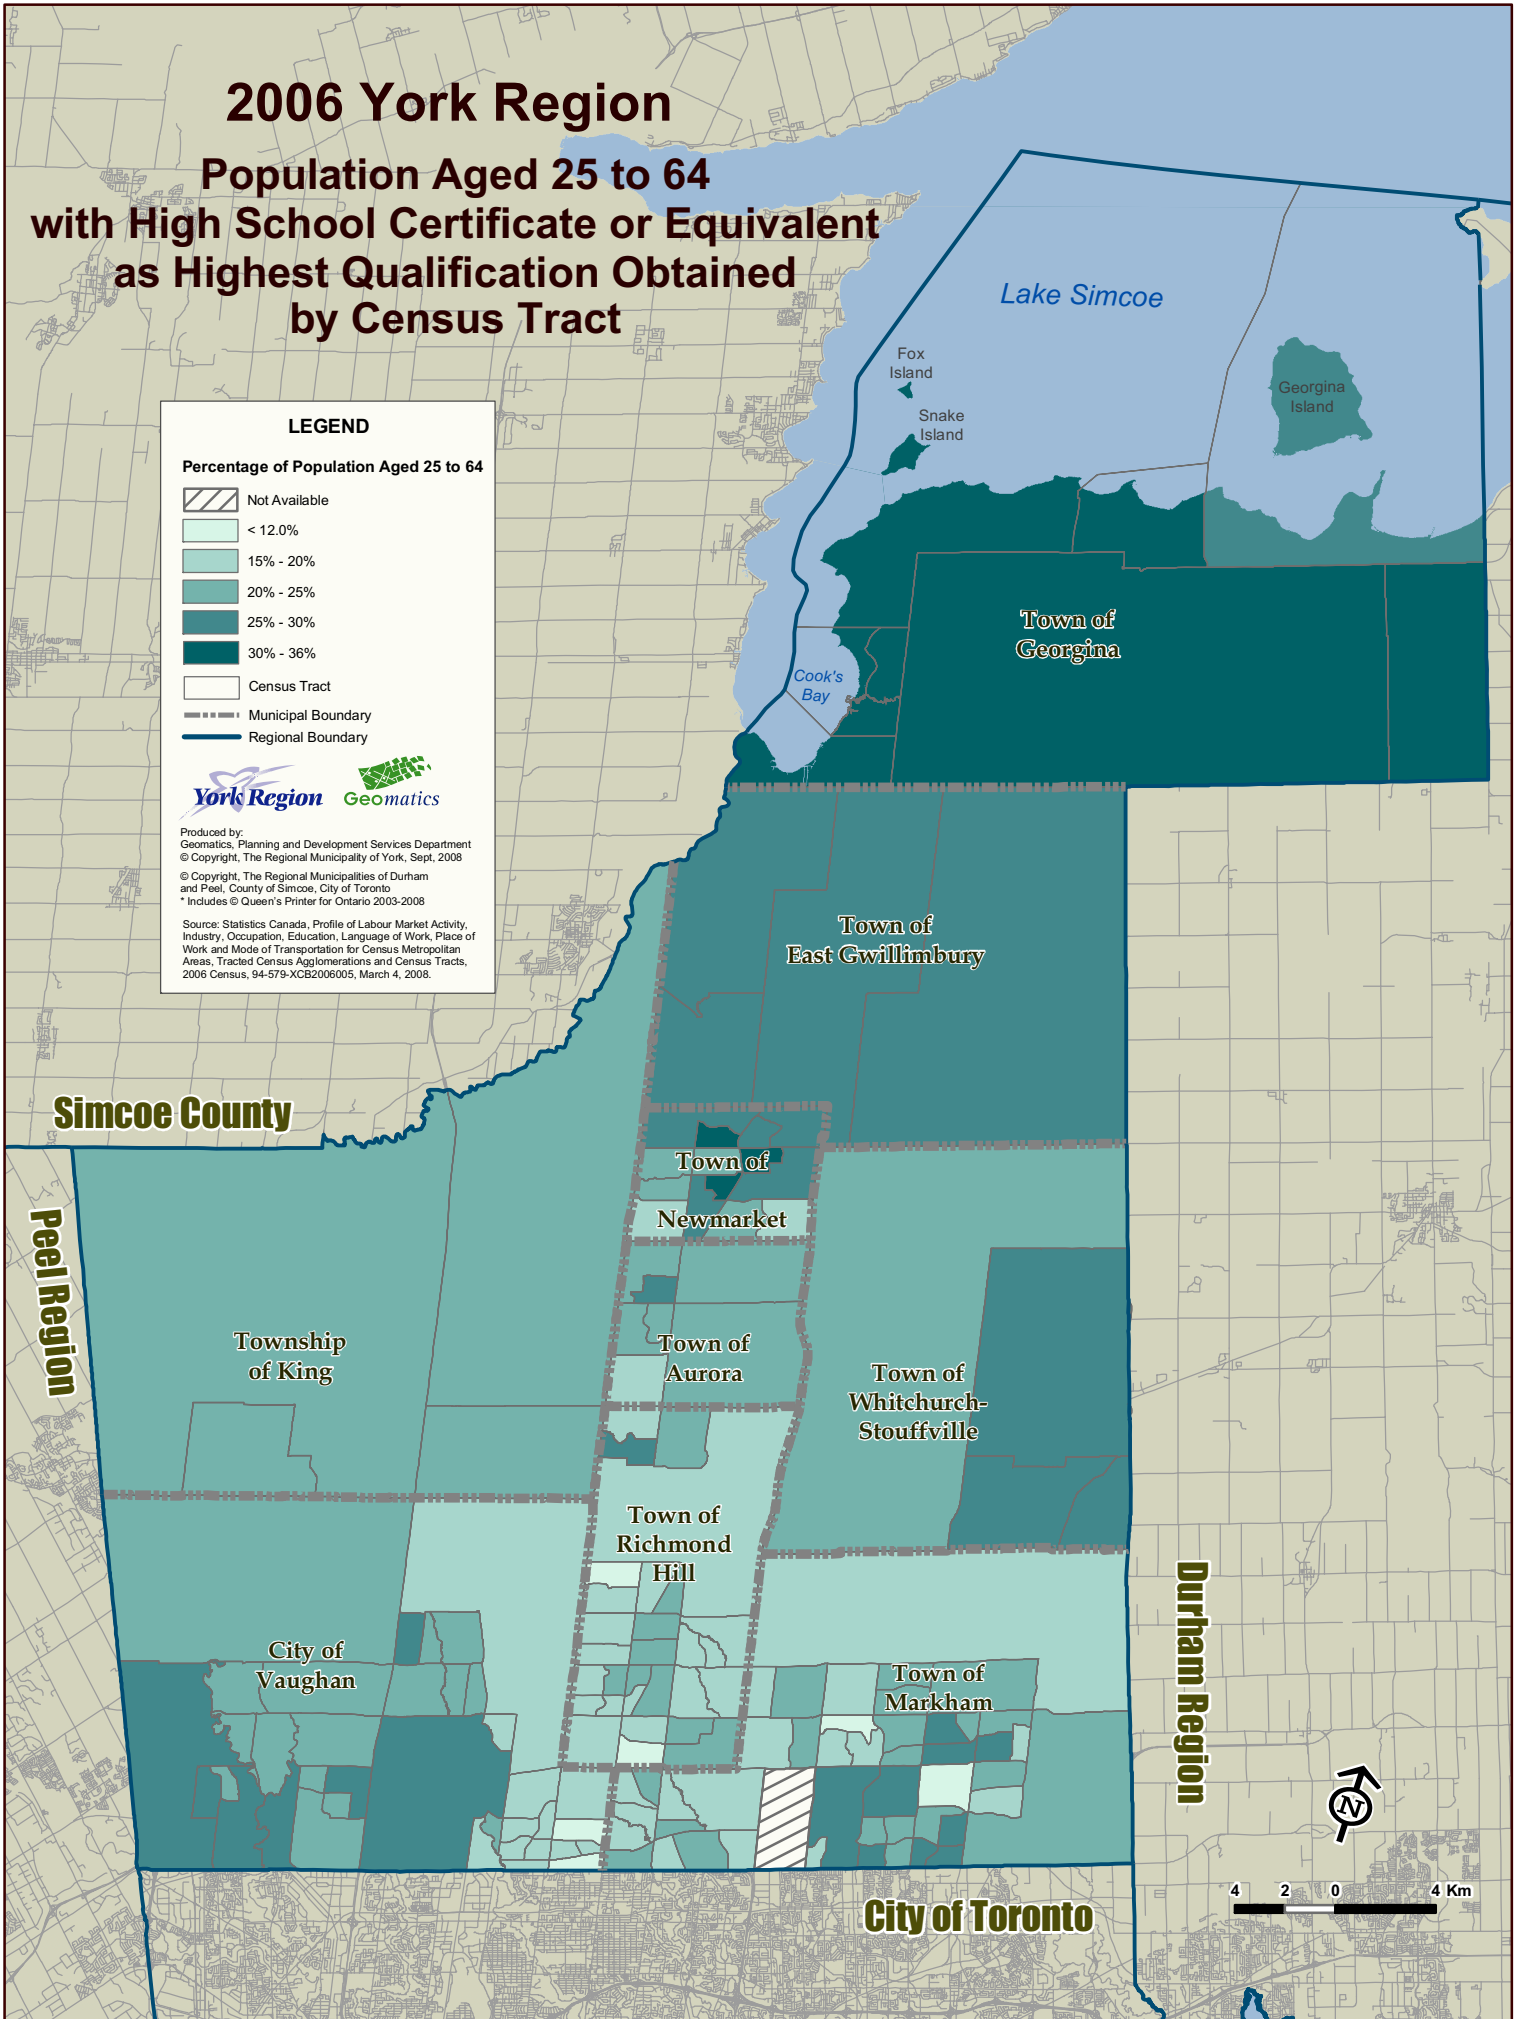 2006 York Region
Population Aged 25 to 64
with High School Certificate or Equivalent
as Highest Qualification Obtained
by Census Tract
Lake Simcoe
Fox
Island
Snake
Island
Georgina
Island
LEGEND
Percentage of Population Aged 25 to 64
Not Available
< 12.0%
15% - 20%
20% - 25%
25% - 30%
30% - 36%
Census Tract
Municipal Boundary
Regional Boundary
York Region
Geomatics
Produced by:
Geomatics, Planning and Development Services Department
© Copyright, The Regional Municipality of York, Sept, 2008
© Copyright, The Regional Municipalities of Durham
and Peel, County of Simcoe, City of Toronto
* Includes © Queen's Printer for Ontario 2003-2008
Source: Statistics Canada, Profile of Labour Market Activity,
Industry, Occupation, Education, Language of Work, Place of
Work and Mode of Transportation for Census Metropolitan
Areas, Tracted Census Agglomerations and Census Tracts,
2006 Census, 94-579-XCB2006005, March 4, 2008.
Town of
Georgina
Cook's
Bay
Town of
East Gwillimbury
Simcoe County
Town of
Newmarket
Peel Region
Township
of King
Town of
Aurora
Town of
Whitchurch-
Stouffville
Town of
Richmond
Hill
City of
Vaughan
Town of
Markham
Durham Region
N
City of Toronto
4 2 0 4 Km